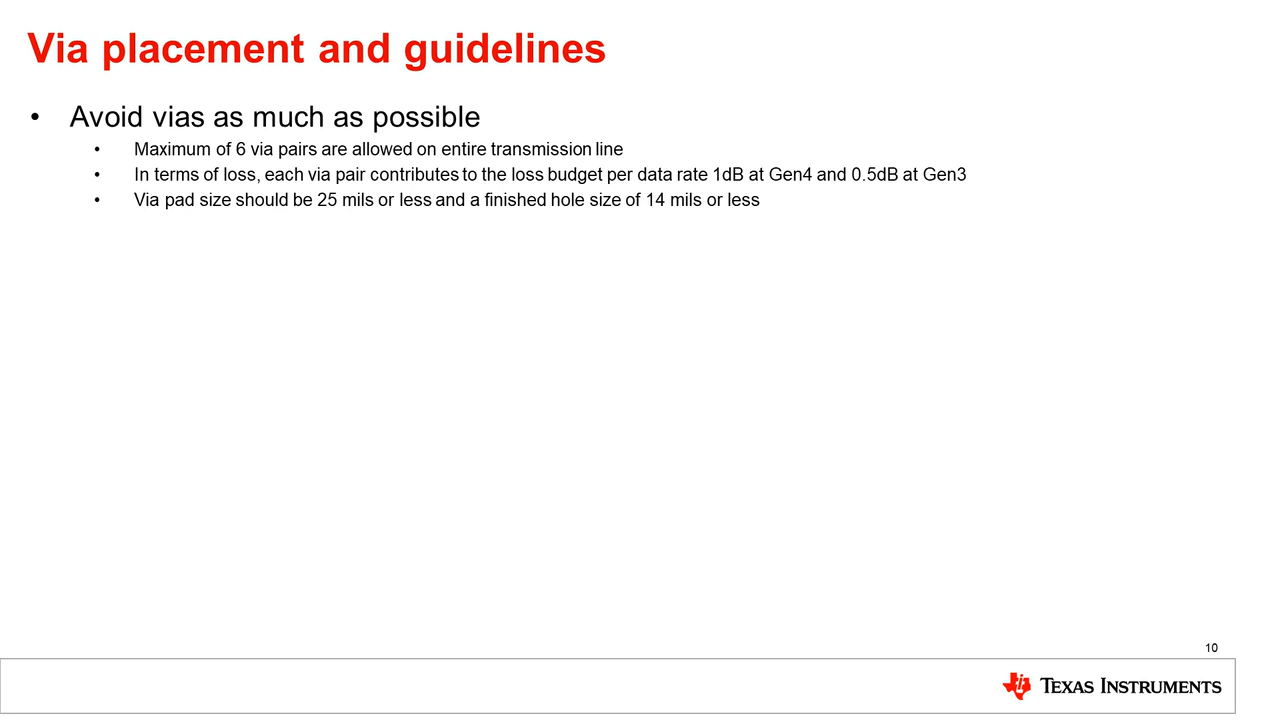 Via placement and guidelines
• Avoid vias as much as possible
• Maximum of 6 via pairs are allowed on entire transmission line
• In terms of loss, each via pair contributes to the loss budget per data rate 1dB at Gen4 and 0.5dB at Gen3
• Via pad size should be 25 mils or less and a finished hole size of 14 mils or less
10
TEXAS INSTRUMENTS